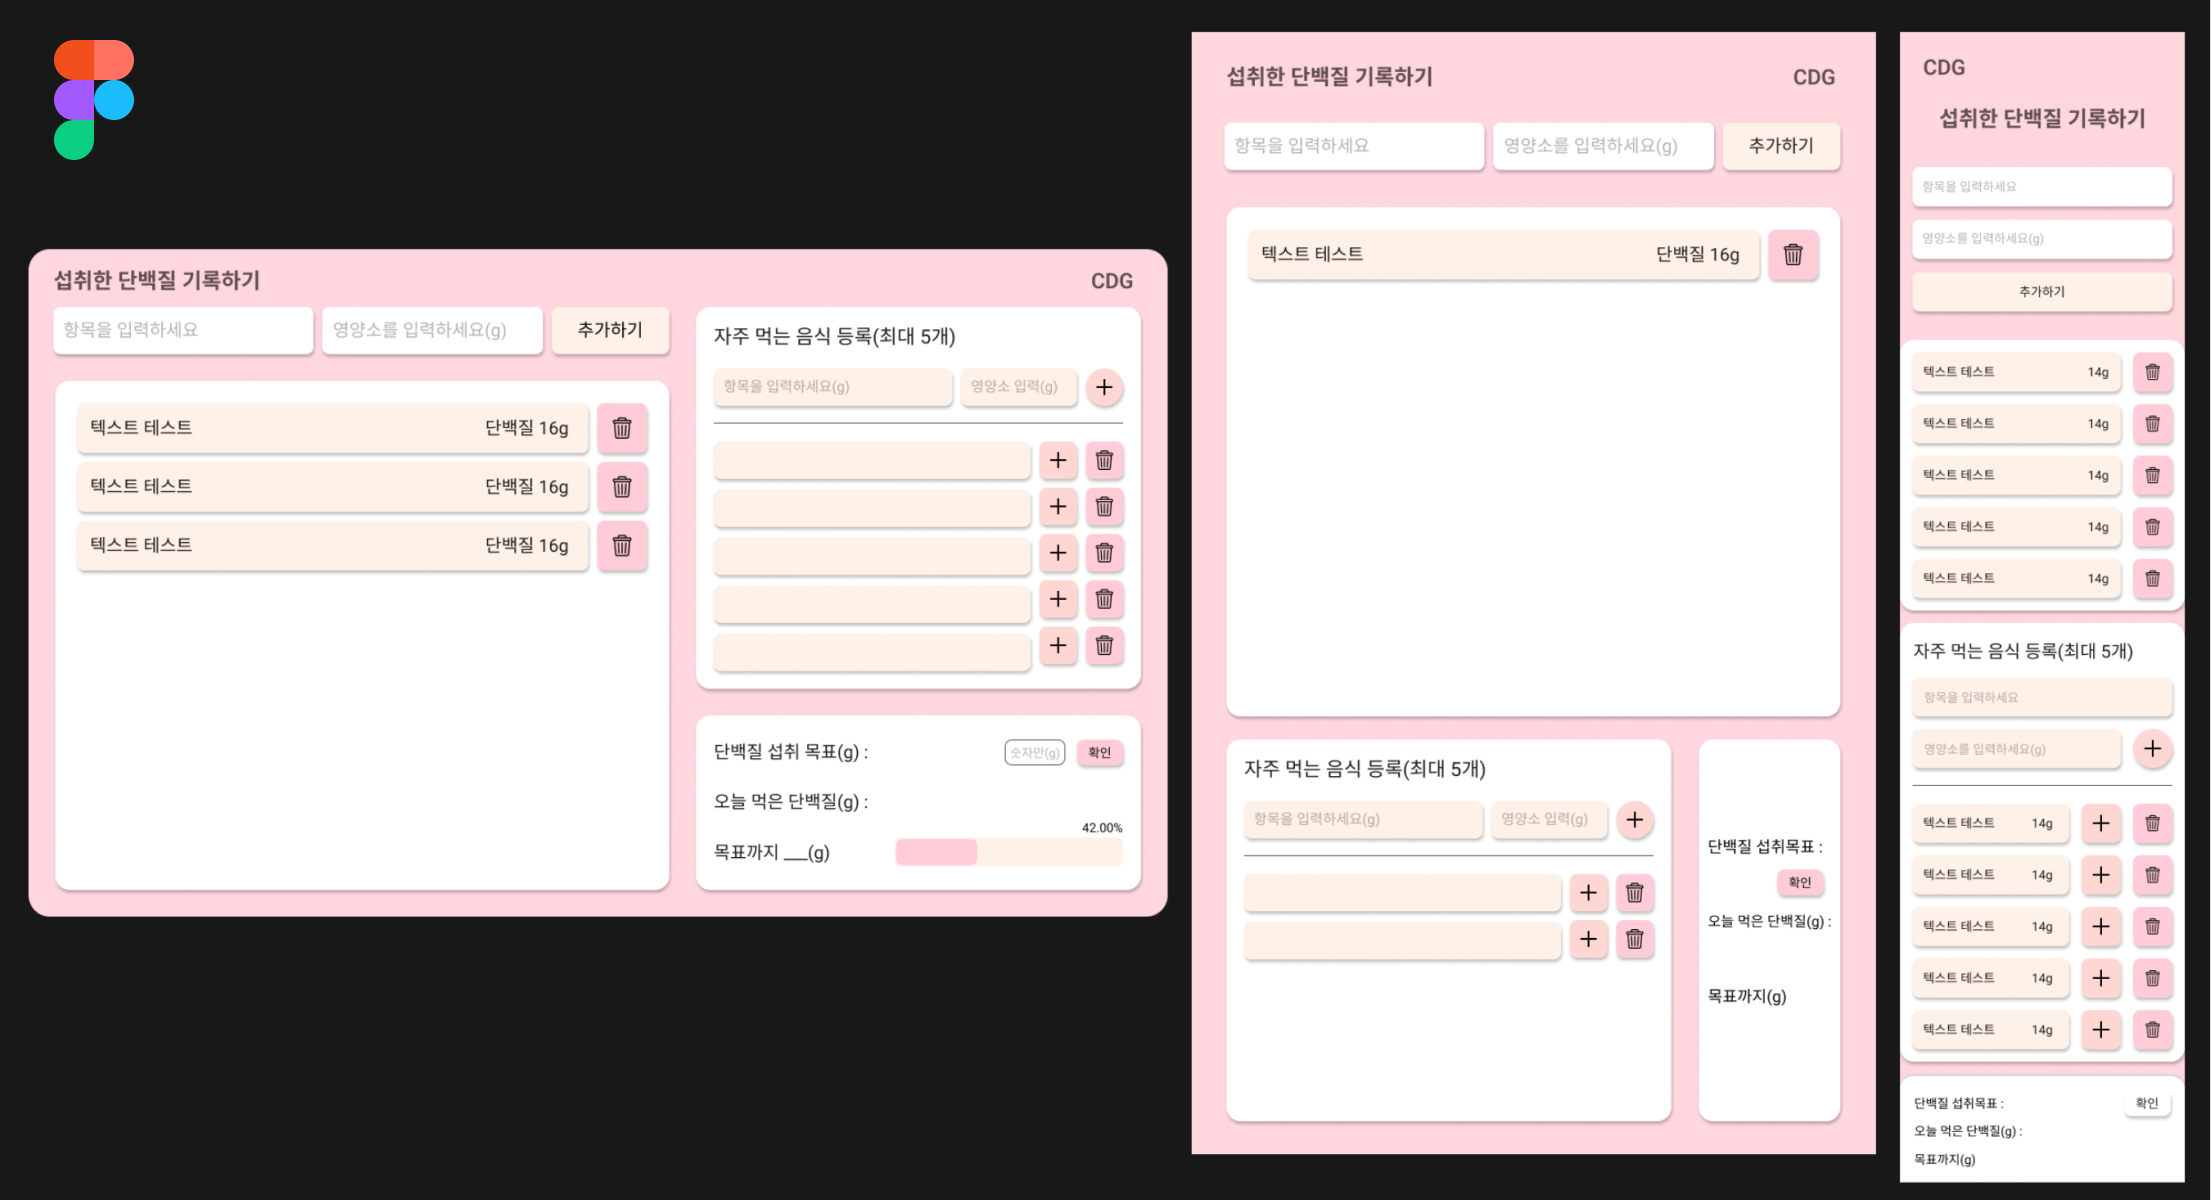 섭취한 단백질 기록하기
CDG
항목을 입력하세요
영양소를 입력하세요(g)
추가하기
텍스트 테스트
단백질 16g
텍스트 테스트
단백질 16g
텍스트 테스트
단백질 16g
자주 먹는 음식 등록(최대 5개)
항목을 입력하세요(g)
영양소 입력(g)
단백질 섭취 목표(g) :
숫자만(g)
확인
오늘 먹은 단백질(g) :
42.00%
목표까지 ___(g)
섭취한 단백질 기록하기
CDG
항목을 입력하세요
영양소를 입력하세요(g)
추가하기
텍스트 테스트
단백질 16g
자주 먹는 음식 등록(최대 5개)
항목을 입력하세요(g)
영양소 입력(g)
단백질 섭취목표 :
확인
오늘 먹은 단백질(g) :
목표까지(g)
CDG
섭취한 단백질 기록하기
항목을 입력하세요
영양소를 입력하세요(g)
추가하기
텍스트 테스트
14g
텍스트 테스트
14g
텍스트 테스트
14g
텍스트 테스트
14g
텍스트 테스트
14g
자주 먹는 음식 등록(최대 5개)
항목을 입력하세요
영양소를 입력하세요(g)
텍스트 테스트
14g
텍스트 테스트
14g
텍스트 테스트
14g
텍스트 테스트
14g
텍스트 테스트
14g
단백질 섭취목표 :
확인
오늘 먹은 단백질(g) :
목표까지(g)